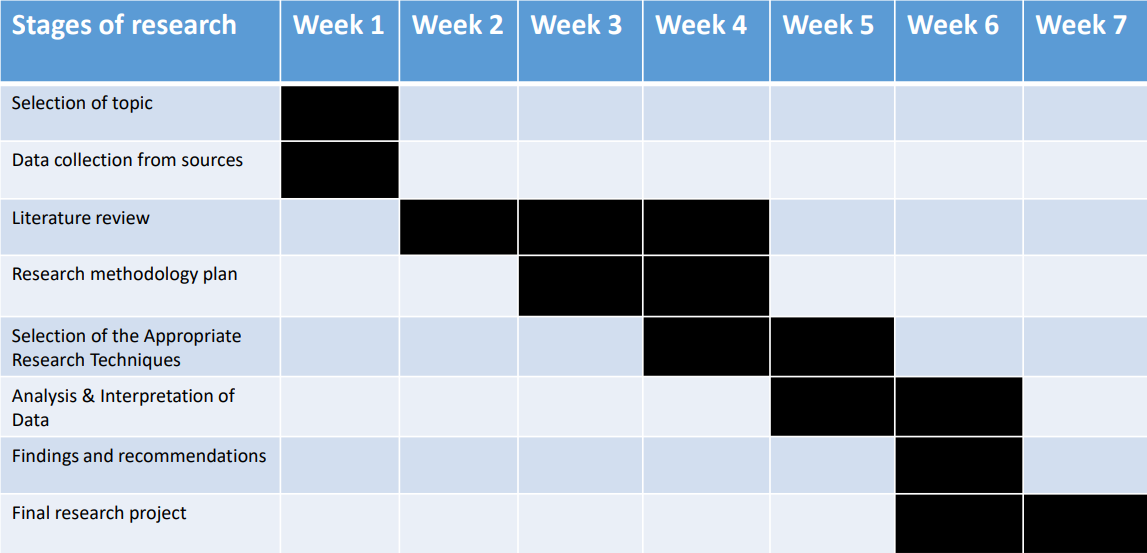 Stages of research Week 1 Week 2 Week 3 Week 4 Week 5 Week 6 Week 7
Selection of topic
Data collection from sources
Literature review
Research methodology plan
Selection of the Appropriate
Research Techniques
Analysis & Interpretation of
Data
Findings and recommendations
Final research project